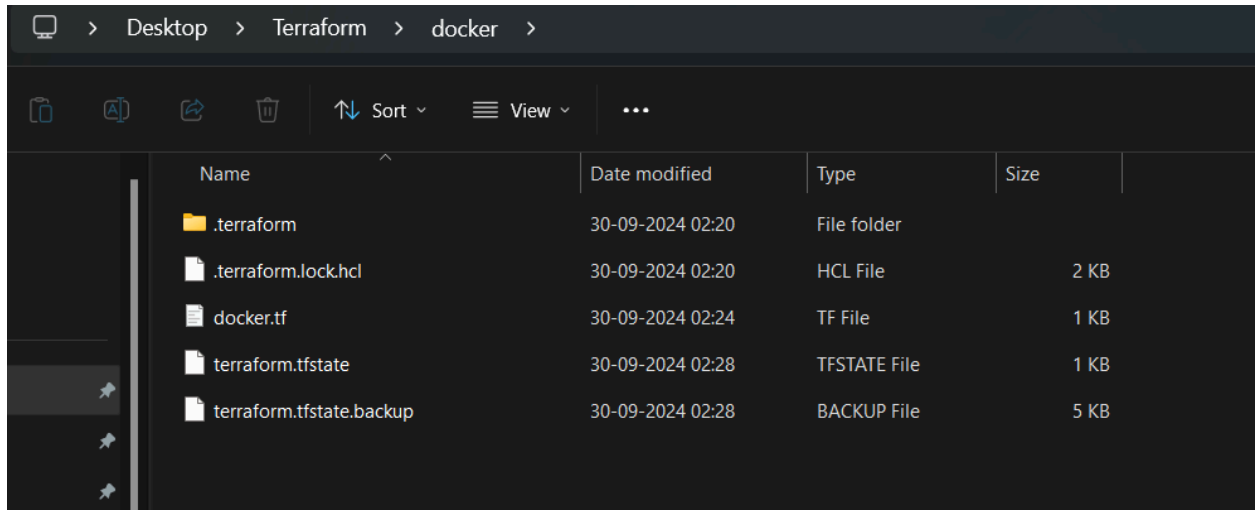 Desktop > Terraform > docker >
Sort View ...
Name Date modified Type Size
.terraform 30-09-2024 02:20 File folder
.terraform.lock.hcl 30-09-2024 02:20 HCL File 2 KB
docker.tf 30-09-2024 02:24 TF File 1 KB
terraform.tfstate 30-09-2024 02:28 TFSTATE File 1 KB
terraform.tfstate.backup 30-09-2024 02:28 BACKUP File 5 KB